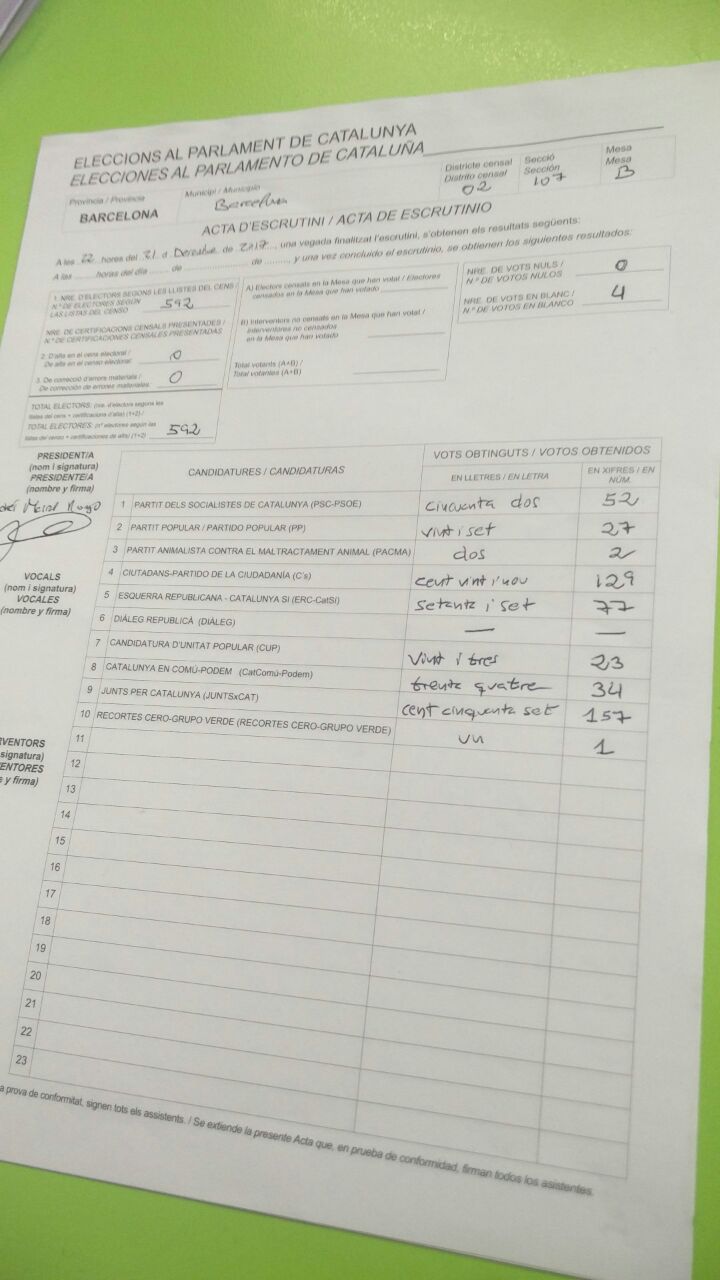 ELECCIONS AL PARLAMENT DE CATALUNYA
ELECCIONES AL PARLAMENTO DE CATALUÑA
Província / Provincia
BARCELONA
Municipi / Municipio
Barcelona
Districte censal
Distrito censal
02
Secció
Sección
107
Mesa
Mesa
B
ACTA D'ESCRUTINI / ACTA DE ESCRUTINIO
A les 22 hores del 21 d Desembre de 2017, una vegada finalitzat l'escrutini, s'obtenen els resultats següents:
A las ........ horas del día ....... de ........................ de ........, y una vez concluido el escrutinio, se obtienen los siguientes resultados:
1. NRE. D'ELECTORS SEGONS LES LLISTES DEL CENS /
N.º DE ELECTORES SEGÚN
LAS LISTAS DEL CENSO
592
NRE. DE CERTIFICACIONS CENSALS PRESENTADES /
N.º DE CERTIFICACIONES CENSALES PRESENTADAS
2. D'alta en el cens electoral /
De alta en el censo electoral
0
3. De correcció d'errors materials /
De corrección de errores materiales
0
TOTAL ELECTORS: (nre. d'electors segons les
llistes del cens + certificacions d'alta) (1+2) /
TOTAL ELECTORES: (nº electores según las
listas del censo + certificaciones de alta) (1+2)
592
A) Electors censats en la Mesa que han votat / Electores
censados en la Mesa que han votado
B) Interventors no censats en la Mesa que han votat /
Interventores no censados
en la Mesa que han votado
Total votants (A+B) /
Total votantes (A+B)
NRE. DE VOTS NULS /
N.º DE VOTOS NULOS
0
NRE. DE VOTS EN BLANC /
N.º DE VOTOS EN BLANCO
4
PRESIDENT/A
(nom i signatura)
PRESIDENTE/A
(nombre y firma)
VOCALS
(nom i signatura)
VOCALES
(nombre y firma)
RVENTORS
signatura)
VENTORES
e y firma)
CANDIDATURES / CANDIDATURAS
VOTS OBTINGUTS / VOTOS OBTENIDOS
EN LLETRES / EN LETRA
EN XIFRES / EN
NÚM.
1 PARTIT DELS SOCIALISTES DE CATALUNYA (PSC-PSOE) cincuenta dos 52
2 PARTIT POPULAR / PARTIDO POPULAR (PP) vint i set 27
3 PARTIT ANIMALISTA CONTRA EL MALTRACTAMENT ANIMAL (PACMA) dos 2
4 CIUTADANS-PARTIDO DE LA CIUDADANÍA (C's) cent vint i nou 129
5 ESQUERRA REPUBLICANA - CATALUNYA SÍ (ERC-CatSí) setanta i set 77
6 DIÀLEG REPUBLICÀ (DIÀLEG) — —
7 CANDIDATURA D'UNITAT POPULAR (CUP) Vint i tres 23
8 CATALUNYA EN COMÚ-PODEM (CatComú-Podem) trenta quatre 34
9 JUNTS PER CATALUNYA (JUNTSxCAT) cent cinquanta set 157
10 RECORTES CERO-GRUPO VERDE (RECORTES CERO-GRUPO VERDE) un 1
11
12
13
14
15
16
17
18
19
20
21
22
23
a prova de conformitat, signen tots els assistents. / Se extiende la presente Acta que, en prueba de conformidad, firman todos los asistentes.